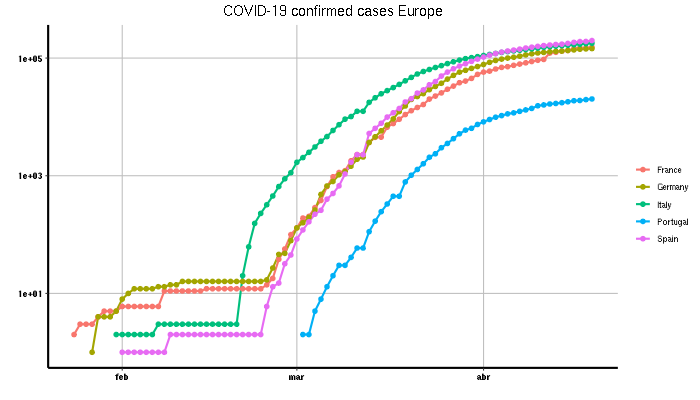 COVID-19 confirmed cases Europe
1e+05
1e+03
1e+01
feb
mar
abr
France
Germany
Italy
Portugal
Spain